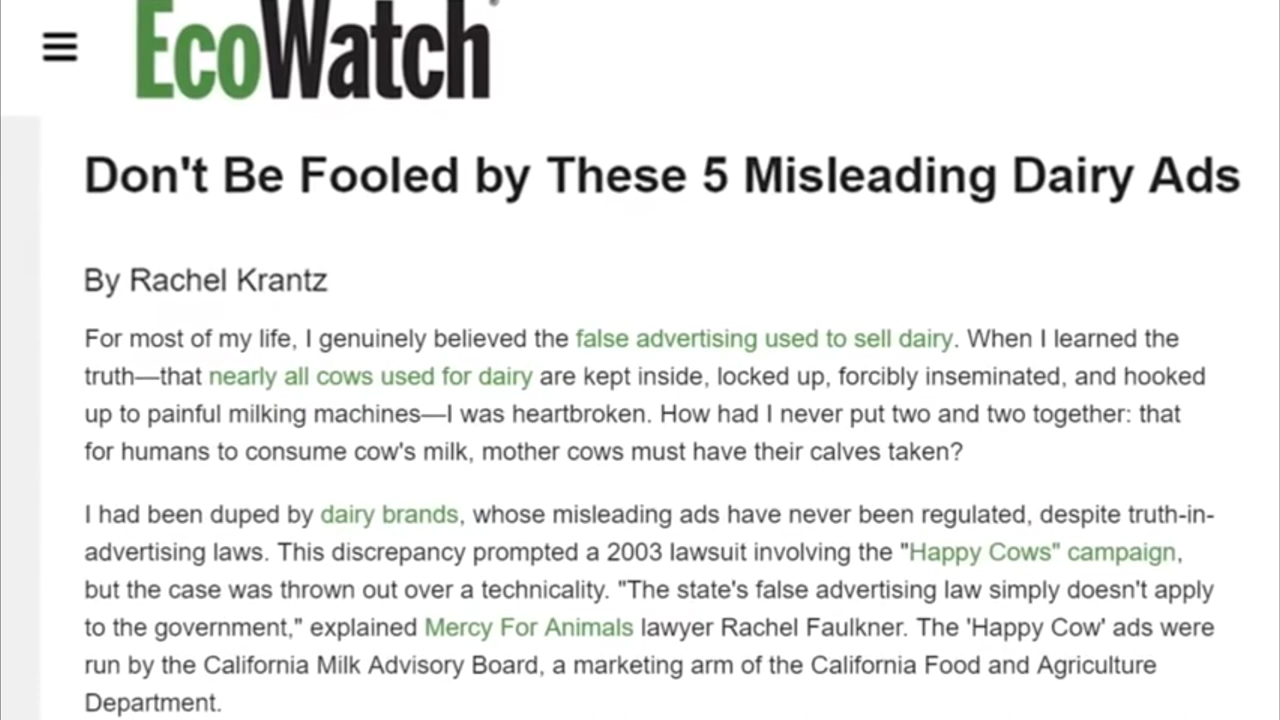 EcoWatch
Don't Be Fooled by These 5 Misleading Dairy Ads
By Rachel Krantz
For most of my life, I genuinely believed the false advertising used to sell dairy. When I learned the
truth—that nearly all cows used for dairy are kept inside, locked up, forcibly inseminated, and hooked
up to painful milking machines—I was heartbroken. How had I never put two and two together: that
for humans to consume cow's milk, mother cows must have their calves taken?
I had been duped by dairy brands, whose misleading ads have never been regulated, despite truth-in-
advertising laws. This discrepancy prompted a 2003 lawsuit involving the "Happy Cows" campaign,
but the case was thrown out over a technicality. "The state's false advertising law simply doesn't apply
to the government," explained Mercy For Animals lawyer Rachel Faulkner. The 'Happy Cow' ads were
run by the California Milk Advisory Board, a marketing arm of the California Food and Agriculture
Department.